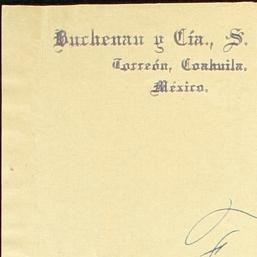 Buchenau y Cía., S.
Torreón, Coahuila.
México.